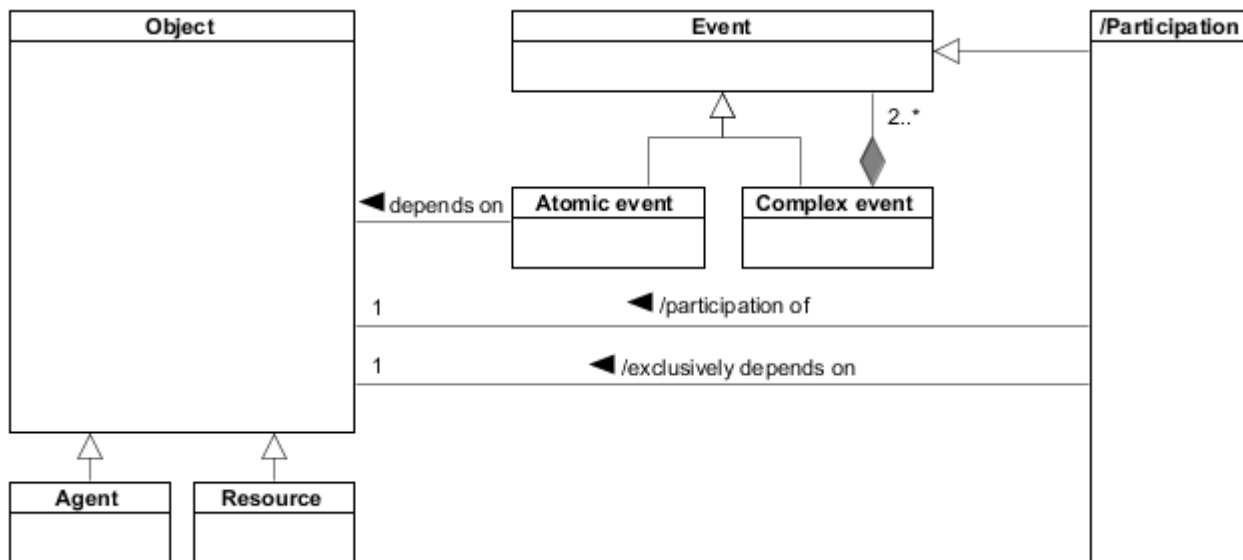 Object
Event
/Participation
2..*
depends on
Atomic event
Complex event
1
/participation of
1
/exclusively depends on
Agent
Resource